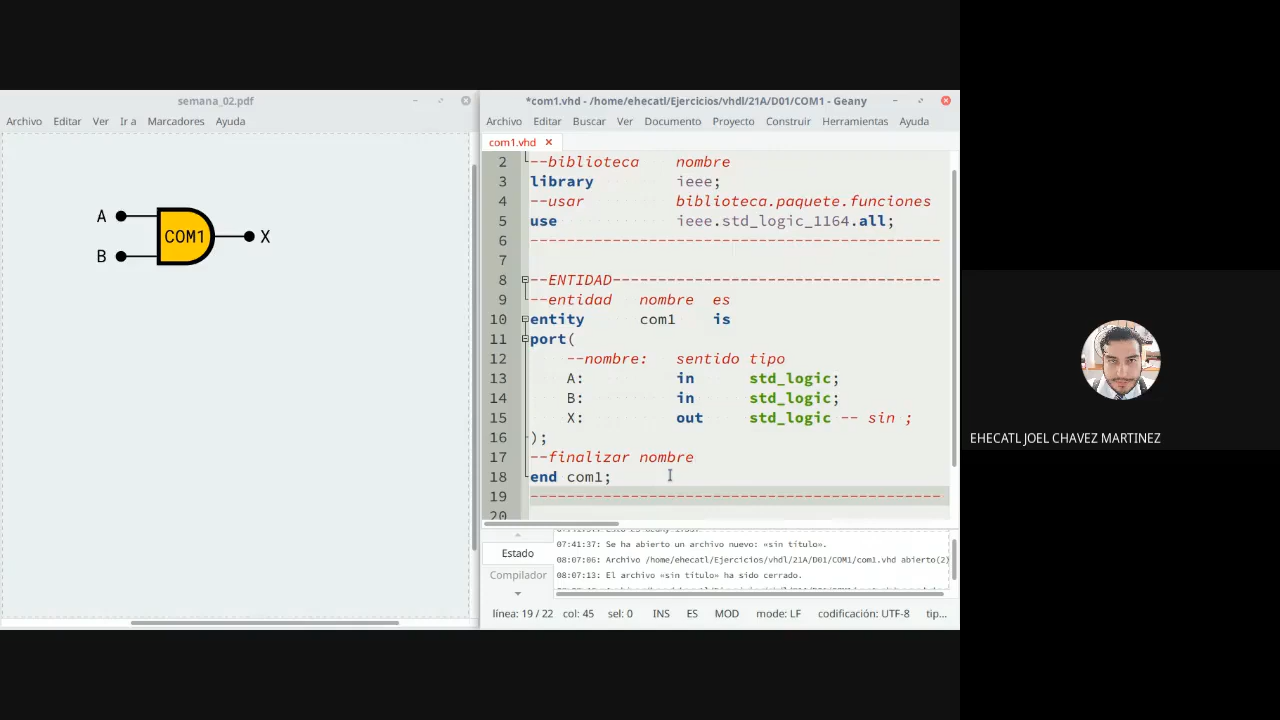 semana_02.pdf
Archivo Editar Ver Ir a Marcadores Ayuda
A
COM1
X
B
*com1.vhd - /home/ehecatl/Ejercicios/vhdl/21A/D01/COM1 - Geany
Archivo Editar Buscar Ver Documento Proyecto Construir Herramientas Ayuda
com1.vhd
2 --biblioteca nombre
3 library ieee;
4 --usar biblioteca.paquete.funciones
5 use ieee.std_logic_1164.all;
6 ---------------------------------------------
7
8 --ENTIDAD------------------------------------
9 --entidad nombre es
10 entity com1 is
11 port(
12 --nombre: sentido tipo
13 A: in std_logic;
14 B: in std_logic;
15 X: out std_logic -- sin ;
16 );
17 --finalizar nombre
18 end com1;
19 ---------------------------------------------
20
Estado
Compilador
07:41:37: Se ha abierto un archivo nuevo: «sin título».
08:07:06: Archivo /home/ehecatl/Ejercicios/vhdl/21A/D01/COM1/com1.vhd abierto(2)
08:07:13: El archivo «sin título» ha sido cerrado.
línea: 19 / 22 col: 45 sel: 0 INS ES MOD mode: LF codificación: UTF-8 tip...
EHECATL JOEL CHAVEZ MARTINEZ